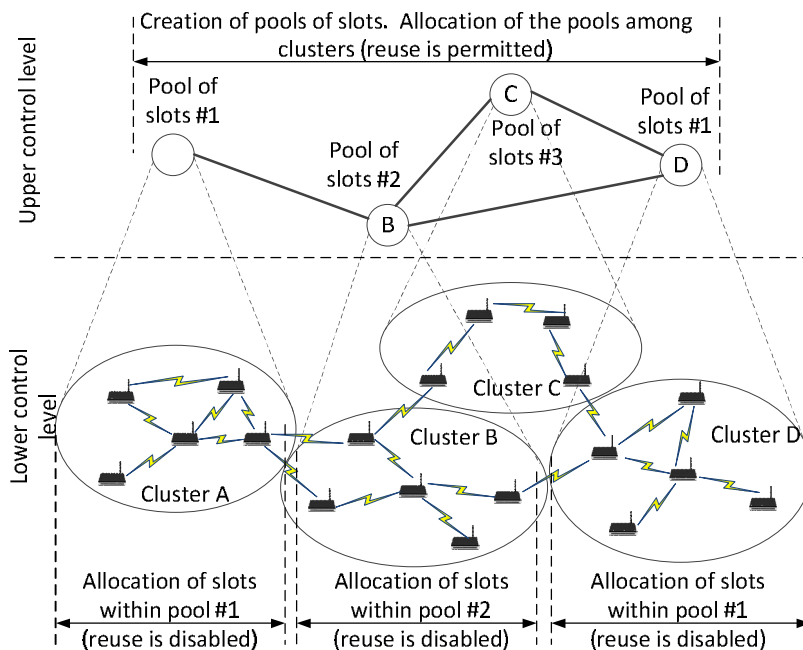 Creation of pools of slots.  Allocation of the pools among
clusters (reuse is permitted)
Upper control level
Pool of
slots #1
Pool of
slots #2
C
Pool of
slots #3
Pool of
slots #1
B
D
Lower control
level
Cluster A
Cluster B
Cluster C
Cluster D
Allocation of slots
within pool #1
(reuse is disabled)
Allocation of slots
within pool #2
(reuse is disabled)
Allocation of slots
within pool #1
(reuse is disabled)